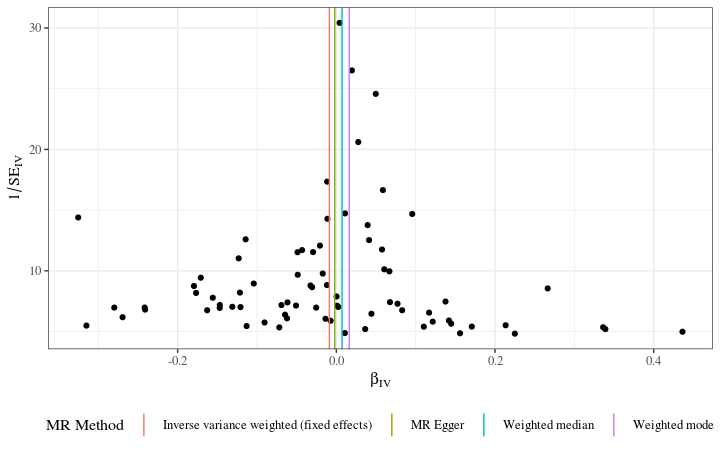 30
20
10
1/SE_IV
-0.2
0.0
0.2
0.4
β_IV
MR Method
Inverse variance weighted (fixed effects)
MR Egger
Weighted median
Weighted mode